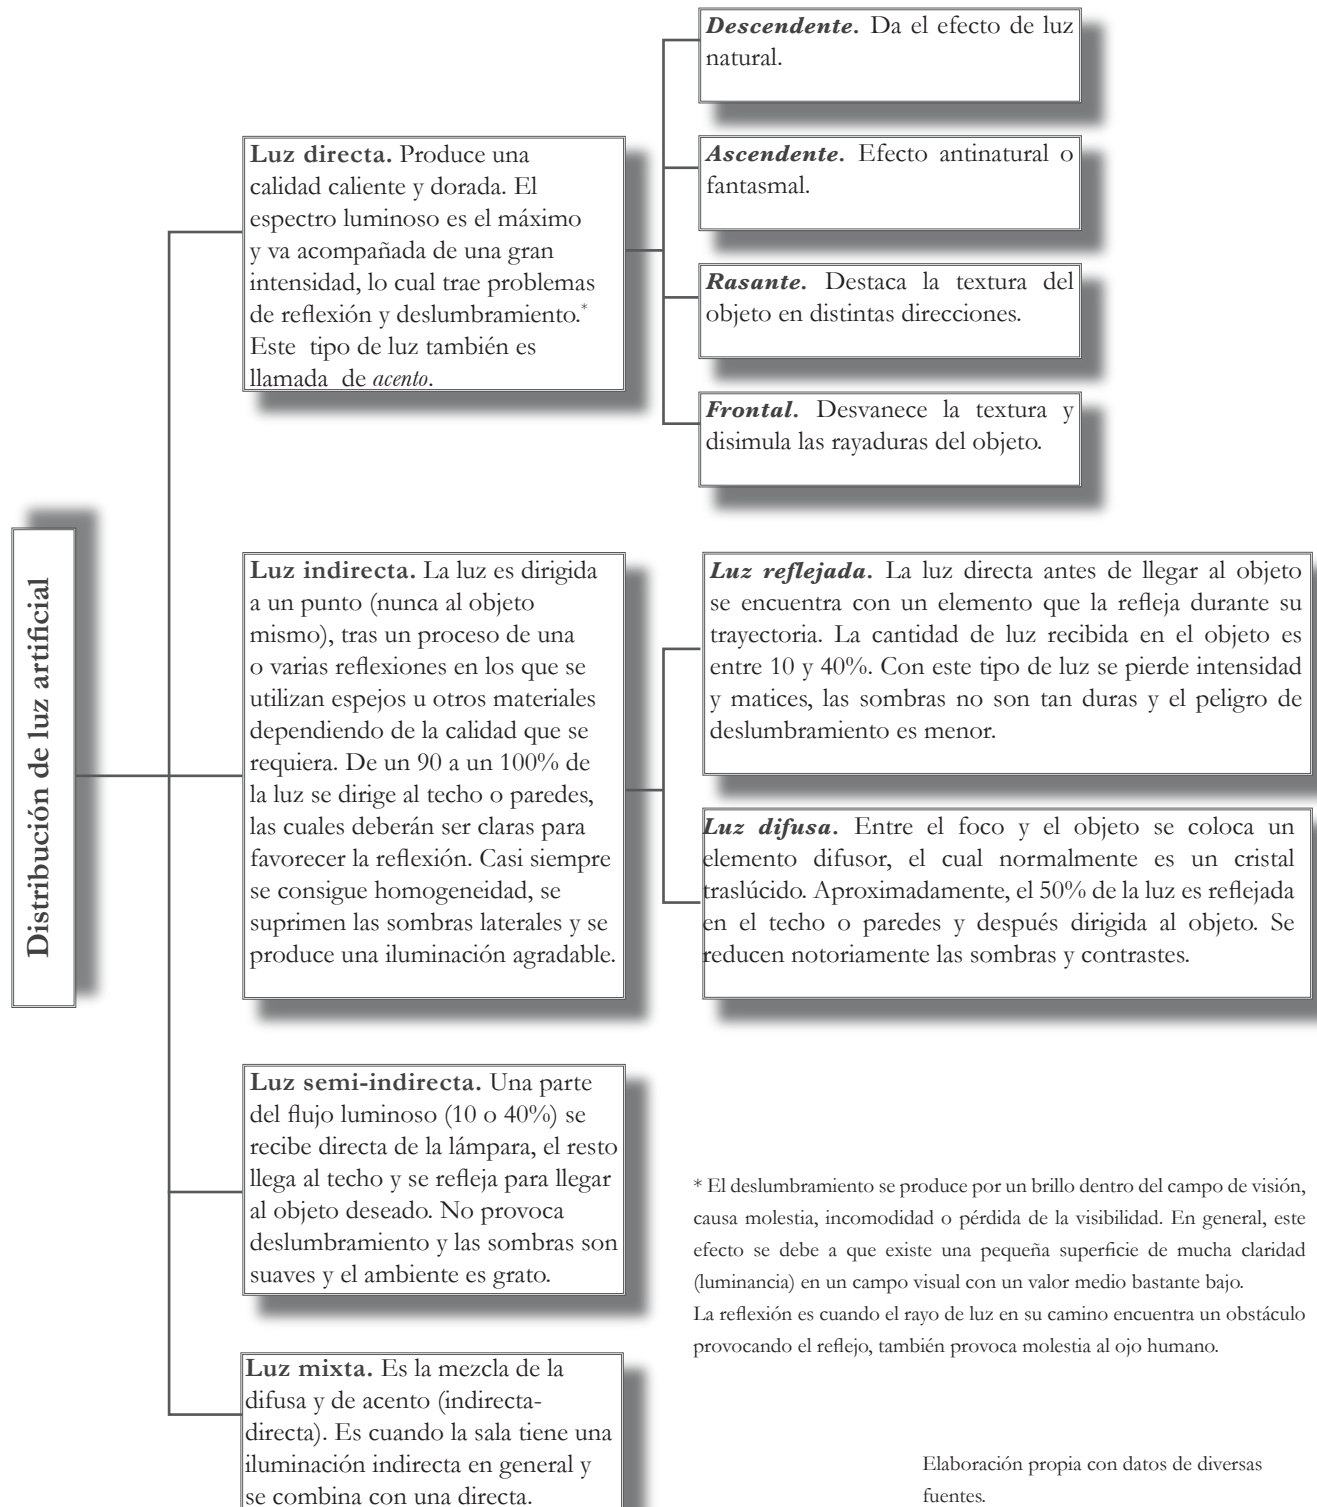 Distribución de luz artificial
Luz directa. Produce una
calidad caliente y dorada. El
espectro luminoso es el máximo
y va acompañada de una gran
intensidad, lo cual trae problemas
de reflexión y deslumbramiento.*
Este tipo de luz también es
llamada de acento.
Descendente. Da el efecto de luz
natural.
Ascendente. Efecto antinatural o
fantasmal.
Rasante. Destaca la textura del
objeto en distintas direcciones.
Frontal. Desvanece la textura y
disimula las rayaduras del objeto.
Luz indirecta. La luz es dirigida
a un punto (nunca al objeto
mismo), tras un proceso de una
o varias reflexiones en los que se
utilizan espejos u otros materiales
dependiendo de la calidad que se
requiera. De un 90 a un 100% de
la luz se dirige al techo o paredes,
las cuales deberán ser claras para
favorecer la reflexión. Casi siempre
se consigue homogeneidad, se
suprimen las sombras laterales y se
produce una iluminación agradable.
Luz reflejada. La luz directa antes de llegar al objeto
se encuentra con un elemento que la refleja durante su
trayectoria. La cantidad de luz recibida en el objeto es
entre 10 y 40%. Con este tipo de luz se pierde intensidad
y matices, las sombras no son tan duras y el peligro de
deslumbramiento es menor.
Luz difusa. Entre el foco y el objeto se coloca un
elemento difusor, el cual normalmente es un cristal
traslúcido. Aproximadamente, el 50% de la luz es reflejada
en el techo o paredes y después dirigida al objeto. Se
reducen notoriamente las sombras y contrastes.
Luz semi-indirecta. Una parte
del flujo luminoso (10 o 40%) se
recibe directa de la lámpara, el resto
llega al techo y se refleja para llegar
al objeto deseado. No provoca
deslumbramiento y las sombras son
suaves y el ambiente es grato.
Luz mixta. Es la mezcla de la
difusa y de acento (indirecta-
directa). Es cuando la sala tiene una
iluminación indirecta en general y
se combina con una directa.
* El deslumbramiento se produce por un brillo dentro del campo de visión,
causa molestia, incomodidad o pérdida de la visibilidad. En general, este
efecto se debe a que existe una pequeña superficie de mucha claridad
(luminancia) en un campo visual con un valor medio bastante bajo.
La reflexión es cuando el rayo de luz en su camino encuentra un obstáculo
provocando el reflejo, también provoca molestia al ojo humano.
Elaboración propia con datos de diversas
fuentes.